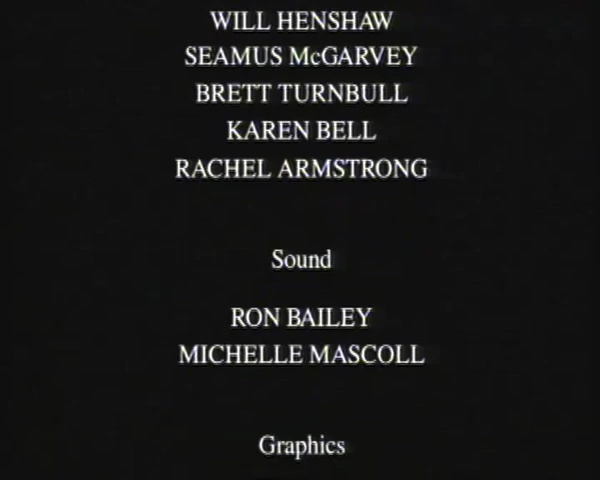 WILL HENSHAW
SEAMUS McGARVEY
BRETT TURNBULL
KAREN BELL
RACHEL ARMSTRONG
Sound
RON BAILEY
MICHELLE MASCOLL
Graphics